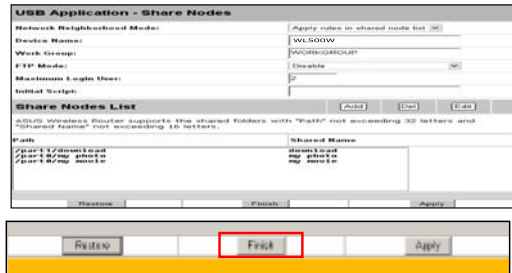 USB Application - Share Nodes
Network Neighborhood Mode: Apply rules in shared node list
Device Name: WL500W
Work Group: WORKGROUP
FTP Mode: Disable
Maximum Login User: 2
Initial Script:
Share Nodes List Add Del Edit
ASUS Wireless Router supports the shared folders with "Path" not exceeding 32 letters and
"Shared Name" not exceeding 16 letters.
Path Shared Name
/part1/download download
/part0/my photo my photo
/part0/my movie my movie
Restore Finish Apply
Restore Finish Apply